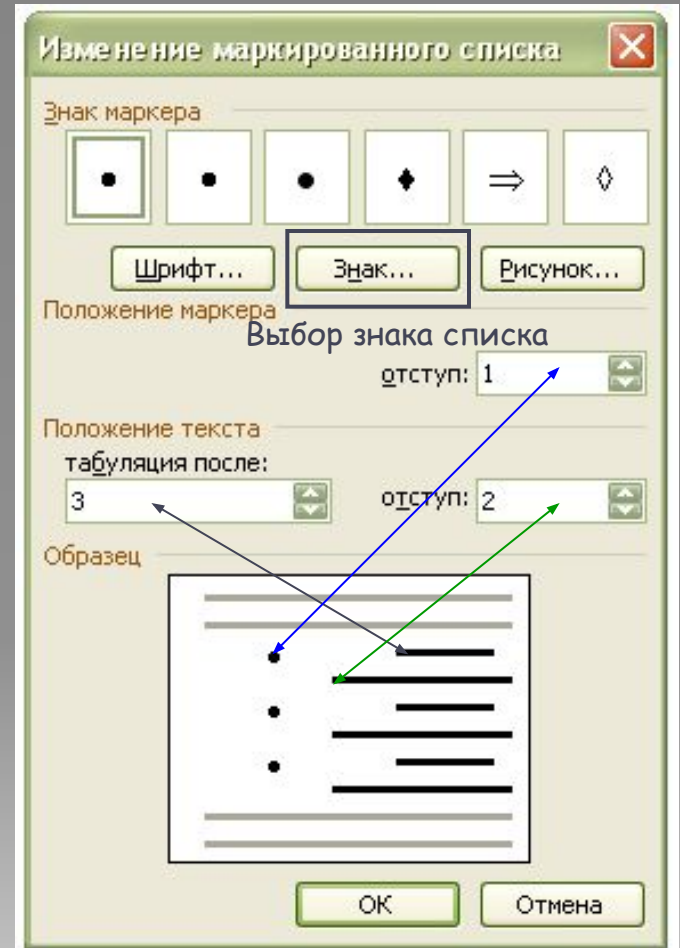 Изменение маркированного списка
Знак маркера
Шрифт... Знак... Рисунок...
Положение маркера
Выбор знака списка
отступ: 1
Положение текста
табуляция после:
3 отступ: 2
Образец
ОК Отмена